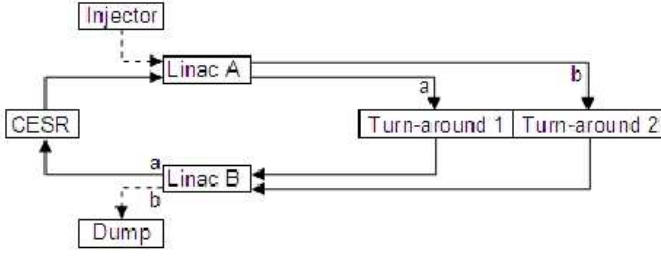 Injector
Linac A
a
b
CESR
Turn-around 1
Turn-around 2
a
Linac B
b
Dump